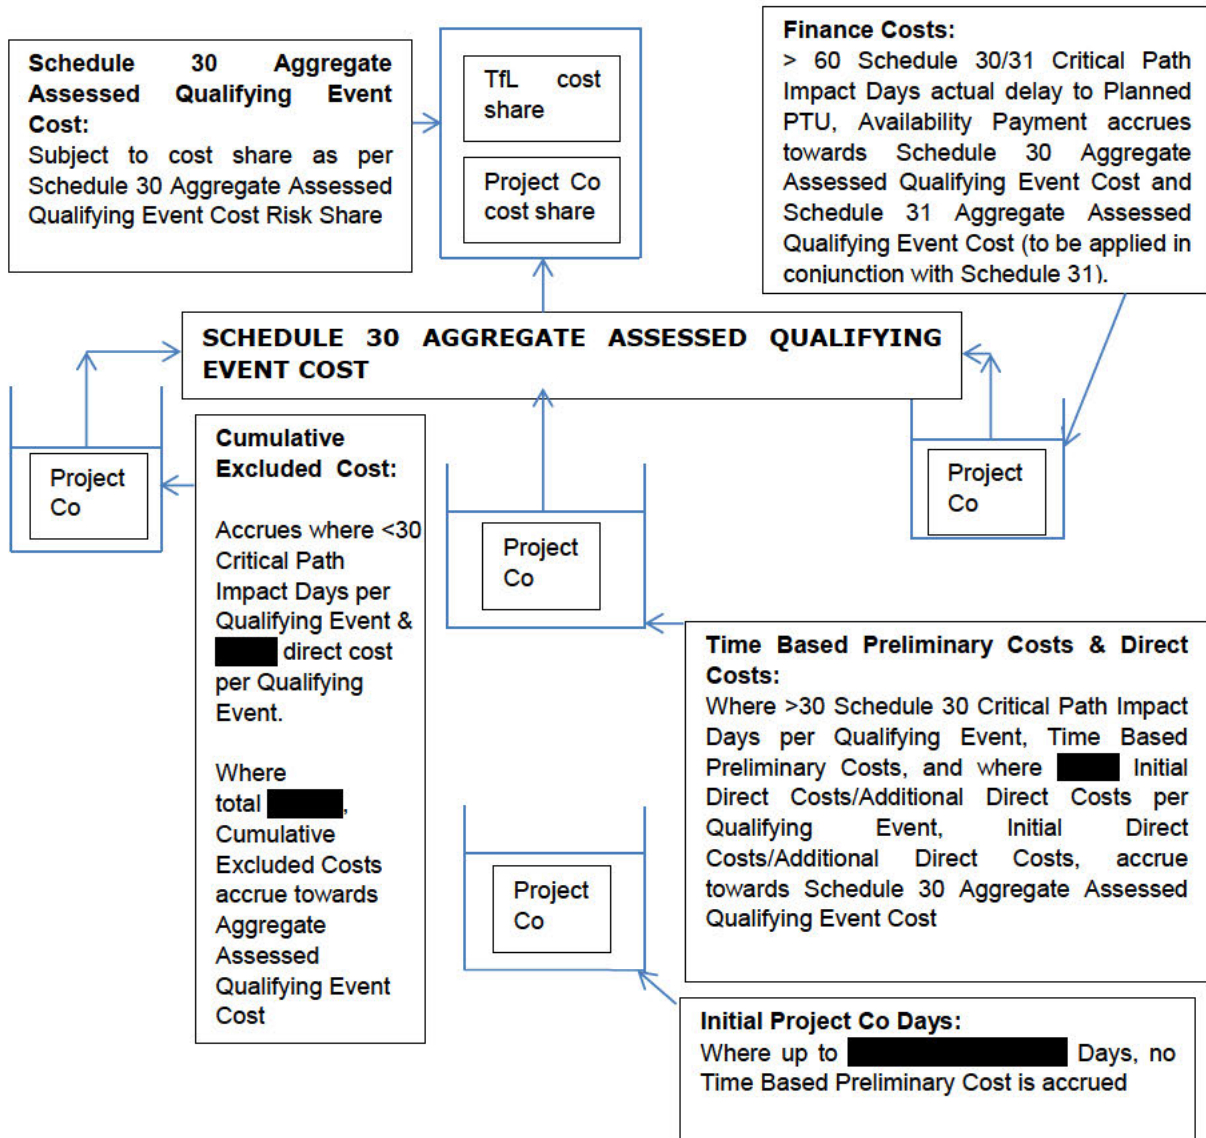 Schedule 30 Aggregate
Assessed Qualifying Event
Cost:
Subject to cost share as per
Schedule 30 Aggregate Assessed
Qualifying Event Cost Risk Share
TfL cost
share
Project Co
cost share
Finance Costs:
> 60 Schedule 30/31 Critical Path
Impact Days actual delay to Planned
PTU, Availability Payment accrues
towards Schedule 30 Aggregate
Assessed Qualifying Event Cost and
Schedule 31 Aggregate Assessed
Qualifying Event Cost (to be applied in
conjunction with Schedule 31).
SCHEDULE 30 AGGREGATE ASSESSED QUALIFYING
EVENT COST
Project
Co
Cumulative
Excluded Cost:
Accrues where <30
Critical Path
Impact Days per
Qualifying Event &
direct cost
per Qualifying
Event.
Where
total ,
Cumulative
Excluded Costs
accrue towards
Aggregate
Assessed
Qualifying Event
Cost
Project
Co
Project
Co
Time Based Preliminary Costs & Direct
Costs:
Where >30 Schedule 30 Critical Path Impact
Days per Qualifying Event, Time Based
Preliminary Costs, and where Initial
Direct Costs/Additional Direct Costs per
Qualifying Event, Initial Direct
Costs/Additional Direct Costs, accrue
towards Schedule 30 Aggregate Assessed
Qualifying Event Cost
Project
Co
Initial Project Co Days:
Where up to Days, no
Time Based Preliminary Cost is accrued